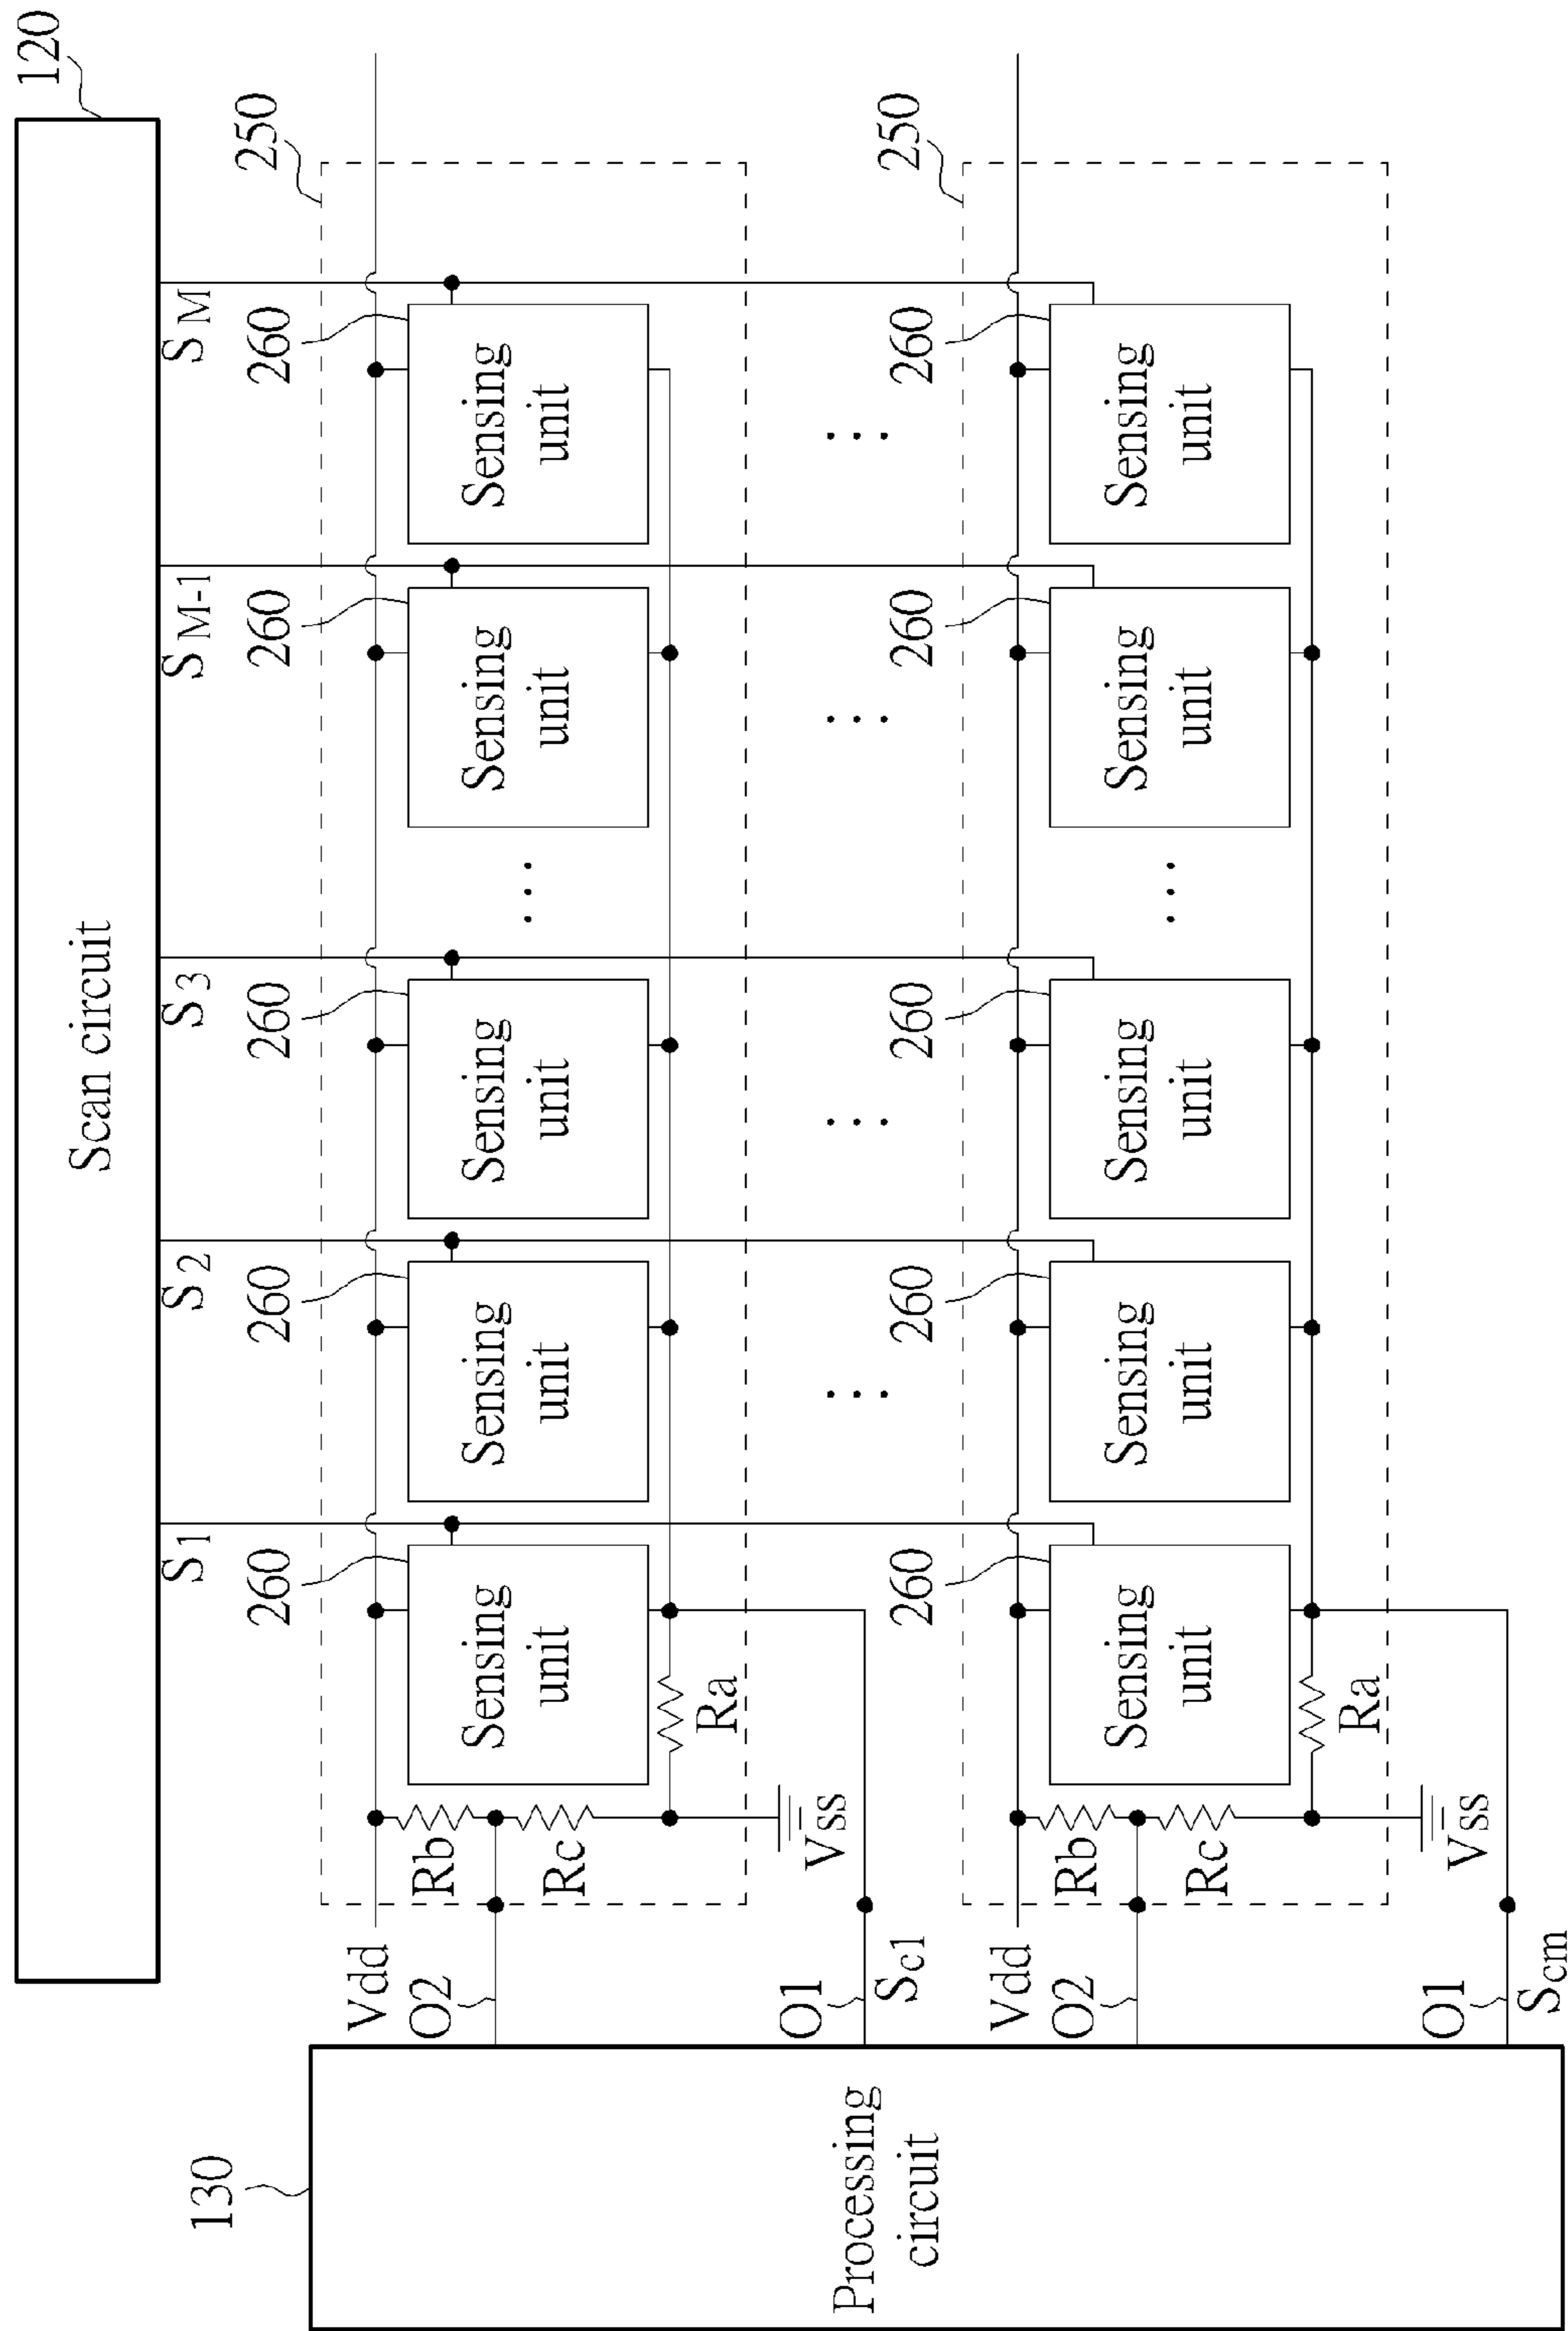 120
Scan circuit
S1
S2
S3
SM-1
SM
250
260
260
260
260
260
Vdd
Rb
Rc
Sensing
unit
Sensing
unit
Sensing
unit
...
Sensing
unit
Sensing
unit
Ra
Vss
O2
O1
Sc1
...
...
...
...
250
260
260
260
260
260
Vdd
Rb
Rc
Sensing
unit
Sensing
unit
Sensing
unit
...
Sensing
unit
Sensing
unit
Ra
Vss
O2
O1
Scm
130
Processing
circuit